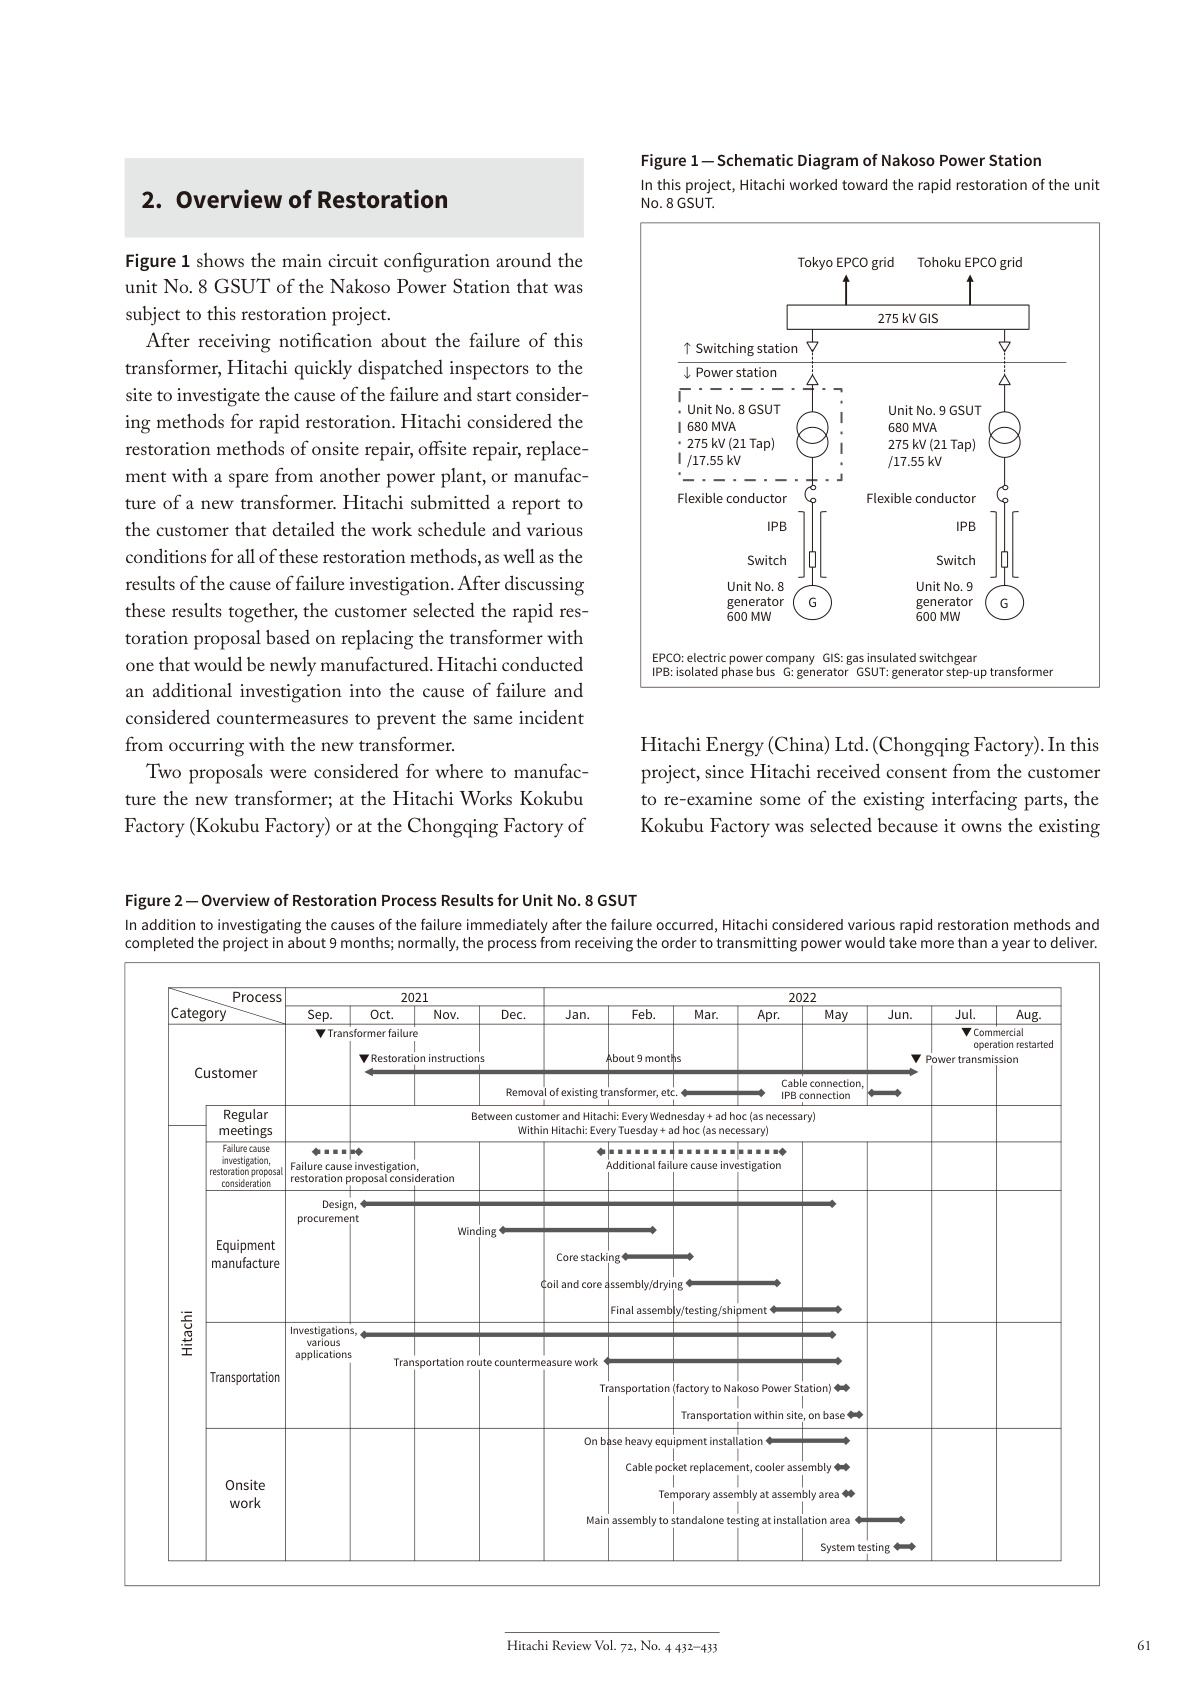 2. Overview of Restoration
Figure 1 shows the main circuit configuration around the
unit No. 8 GSUT of the Nakoso Power Station that was
subject to this restoration project.
After receiving notification about the failure of this
transformer, Hitachi quickly dispatched inspectors to the
site to investigate the cause of the failure and start consider-
ing methods for rapid restoration. Hitachi considered the
restoration methods of onsite repair, offsite repair, replace-
ment with a spare from another power plant, or manufac-
ture of a new transformer. Hitachi submitted a report to
the customer that detailed the work schedule and various
conditions for all of these restoration methods, as well as the
results of the cause of failure investigation. After discussing
these results together, the customer selected the rapid res-
toration proposal based on replacing the transformer with
one that would be newly manufactured. Hitachi conducted
an additional investigation into the cause of failure and
considered countermeasures to prevent the same incident
from occurring with the new transformer.
Two proposals were considered for where to manufac-
ture the new transformer; at the Hitachi Works Kokubu
Factory (Kokubu Factory) or at the Chongqing Factory of
Figure 1—Schematic Diagram of Nakoso Power Station
In this project, Hitachi worked toward the rapid restoration of the unit
No. 8 GSUT.
Tokyo EPCO grid Tohoku EPCO grid
275 kV GIS
↑ Switching station
↓ Power station
Unit No. 8 GSUT
680 MVA
275 kV (21 Tap)
/17.55 kV
Unit No. 9 GSUT
680 MVA
275 kV (21 Tap)
/17.55 kV
Flexible conductor Flexible conductor
IPB IPB
Switch Switch
Unit No. 8
generator
600 MW
G
Unit No. 9
generator
600 MW
G
EPCO: electric power company GIS: gas insulated switchgear
IPB: isolated phase bus G: generator GSUT: generator step-up transformer
Hitachi Energy (China) Ltd. (Chongqing Factory). In this
project, since Hitachi received consent from the customer
to re-examine some of the existing interfacing parts, the
Kokubu Factory was selected because it owns the existing
Figure 2—Overview of Restoration Process Results for Unit No. 8 GSUT
In addition to investigating the causes of the failure immediately after the failure occurred, Hitachi considered various rapid restoration methods and
completed the project in about 9 months; normally, the process from receiving the order to transmitting power would take more than a year to deliver.
Process 2021 2022
Category Sep. Oct. Nov. Dec. Jan. Feb. Mar. Apr. May Jun. Jul. Aug.
Customer
▼Transformer failure
▼Commercial
operation restarted
▼Restoration instructions
About 9 months
▼ Power transmission
Removal of existing transformer, etc.
Cable connection,
IPB connection
Hitachi
Regular
meetings
Between customer and Hitachi: Every Wednesday + ad hoc (as necessary)
Within Hitachi: Every Tuesday + ad hoc (as necessary)
Failure cause
investigation,
restoration proposal
consideration
Failure cause investigation,
restoration proposal consideration
Additional failure cause investigation
Equipment
manufacture
Design,
procurement
Winding
Core stacking
Coil and core assembly/drying
Final assembly/testing/shipment
Transportation
Investigations,
various
applications
Transportation route countermeasure work
Transportation (factory to Nakoso Power Station)
Transportation within site, on base
Onsite
work
On base heavy equipment installation
Cable pocket replacement, cooler assembly
Temporary assembly at assembly area
Main assembly to standalone testing at installation area
System testing
Hitachi Review Vol. 72, No. 4 432–433
61